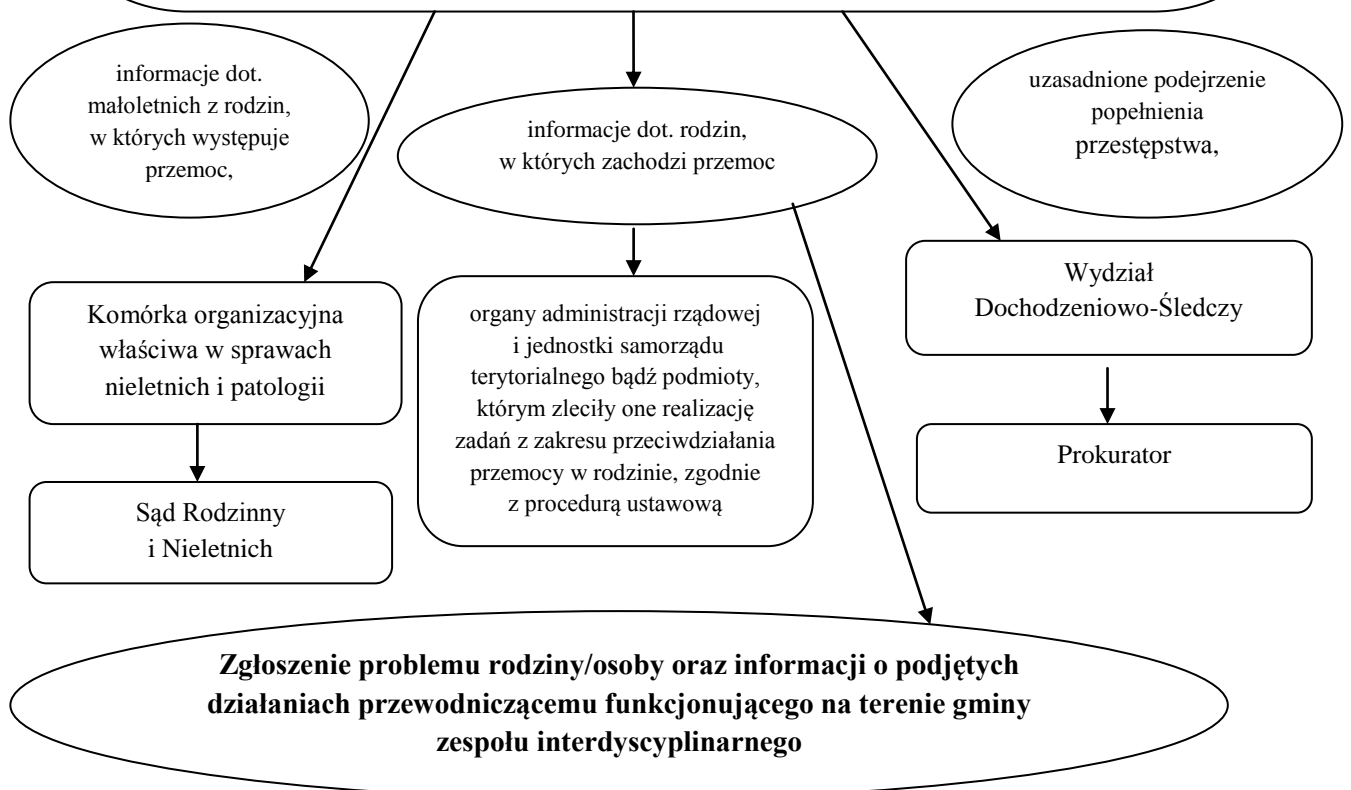 informacje dot.
małoletnich z rodzin,
w których występuje
przemoc,
informacje dot. rodzin,
w których zachodzi przemoc
uzasadnione podejrzenie
popełnienia
przestępstwa,
Komórka organizacyjna
właściwa w sprawach
nieletnich i patologii
organy administracji rządowej
i jednostki samorządu
terytorialnego bądź podmioty,
którym zleciły one realizację
zadań z zakresu przeciwdziałania
przemocy w rodzinie, zgodnie
z procedurą ustawową
Wydział
Dochodzeniowo-Śledczy
Prokurator
Sąd Rodzinny
i Nieletnich
Zgłoszenie problemu rodziny/osoby oraz informacji o podjętych
działaniach przewodniczącemu funkcjonującego na terenie gminy
zespołu interdyscyplinarnego